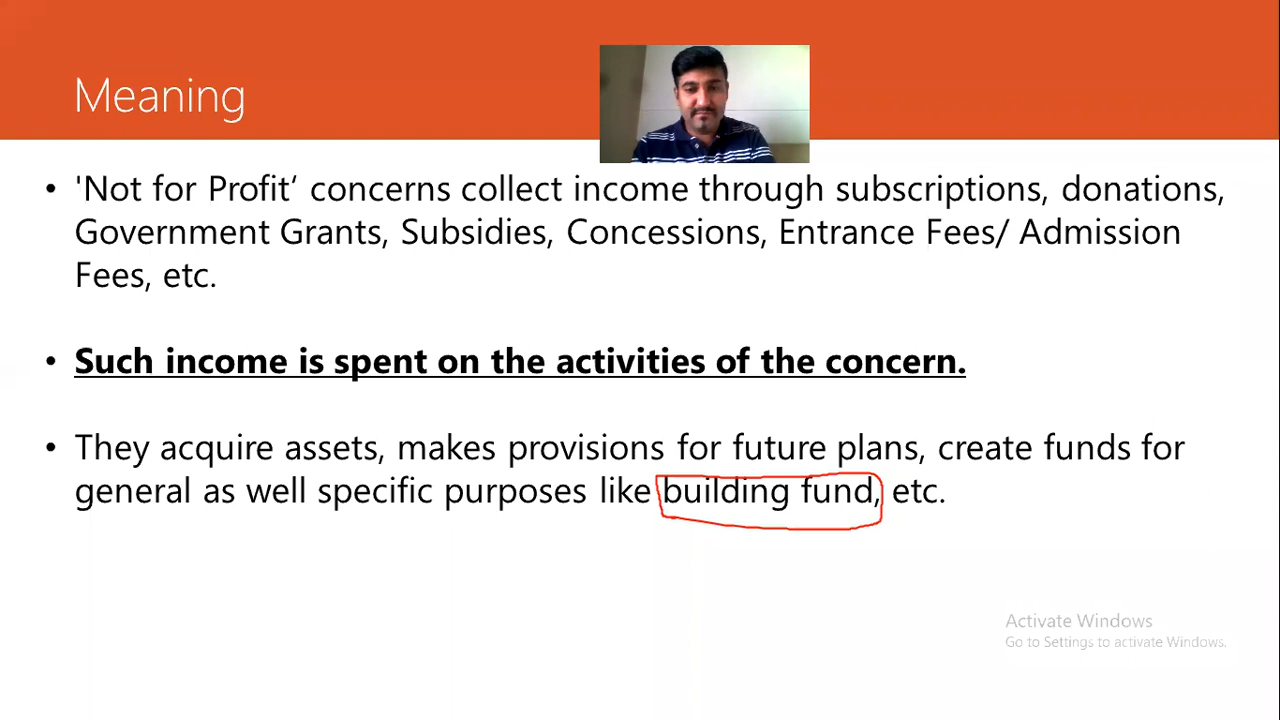 Meaning
• 'Not for Profit‘ concerns collect income through subscriptions, donations,
Government Grants, Subsidies, Concessions, Entrance Fees/ Admission
Fees, etc.
• Such income is spent on the activities of the concern.
• They acquire assets, makes provisions for future plans, create funds for
general as well specific purposes like building fund, etc.
Activate Windows
Go to Settings to activate Windows.